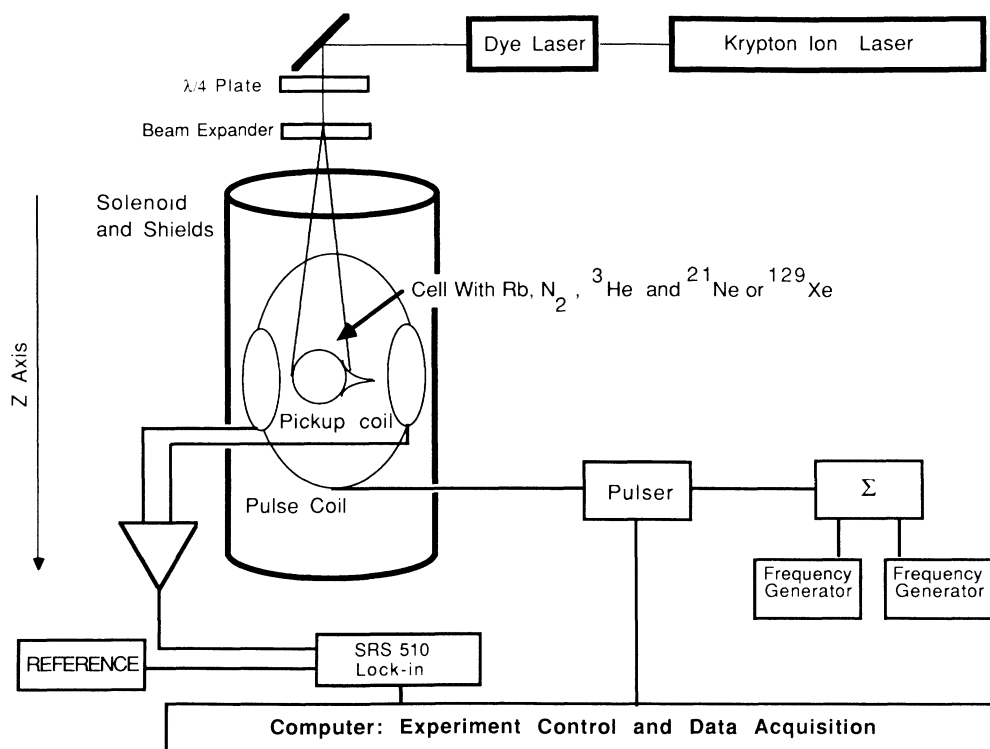 Dye Laser
Krypton Ion Laser
λ/4 Plate
Beam Expander
Solenoid
and Shields
Cell With Rb, N2 , 3He and 21Ne or 129Xe
Z Axis
Pickup coil
Pulse Coil
Pulser
Σ
Frequency
Generator
Frequency
Generator
REFERENCE
SRS 510
Lock-in
Computer: Experiment Control and Data Acquisition